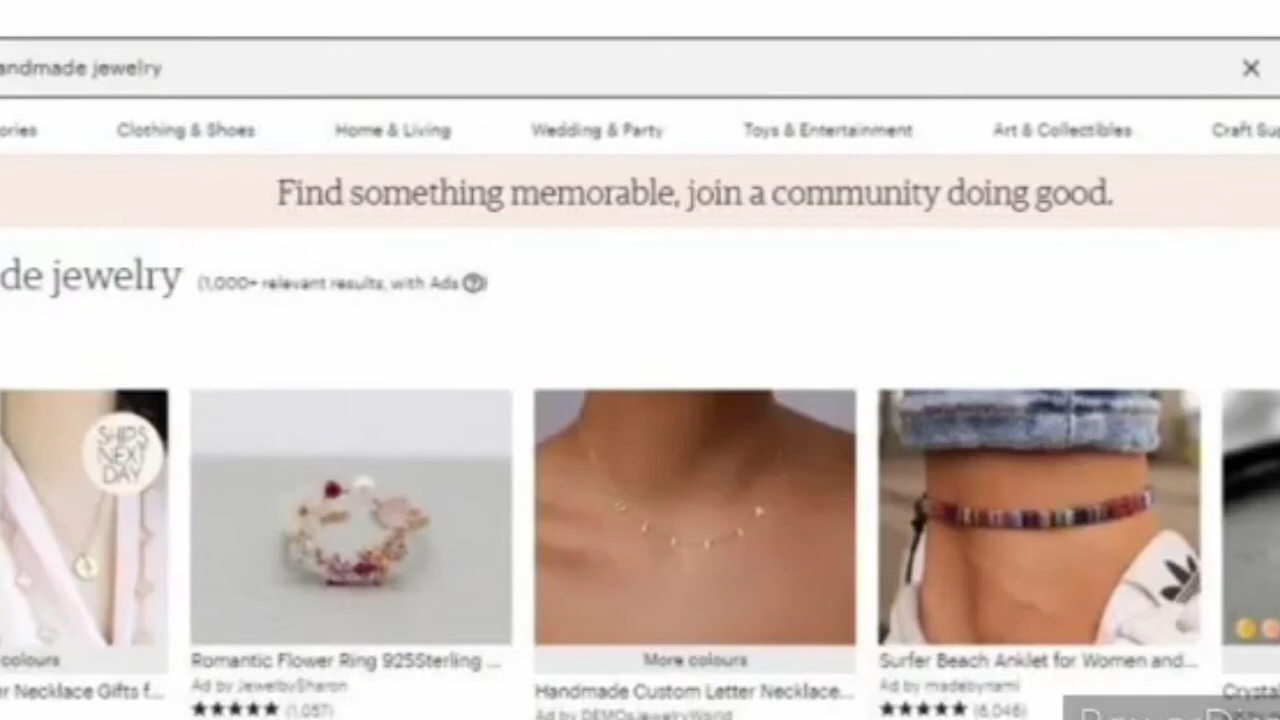 andmade jewelry
ories Clothing & Shoes Home & Living Wedding & Party Toys & Entertainment Art & Collectibles Craft Sup
Find something memorable, join a community doing good.
de jewelry (1,000+ relevant results, with Ads ?)
SHIPS
NEXT
DAY
colours
More colours
Romantic Flower Ring 925Sterling ...
Surfer Beach Anklet for Women and...
Ad by JewelbySharon
Ad by madebynami
r Necklace Gifts f...
Handmade Custom Letter Necklace...
Crysta
(1,057)
Ad by DEMOsJewelryWorld
(6,046)